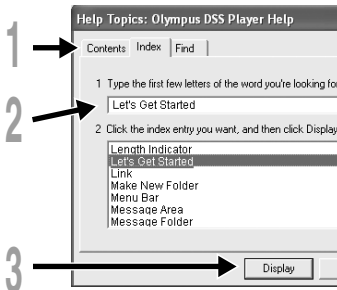 Help Topics: Olympus DSS Player Help
1
Contents Index Find
1 Type the first few letters of the word you're looking for
2
Let's Get Started
2 Click the index entry you want, and then click Display
Length Indicator
Let's Get Started
Link
Make New Folder
Menu Bar
Message Area
Message Folder
3
Display